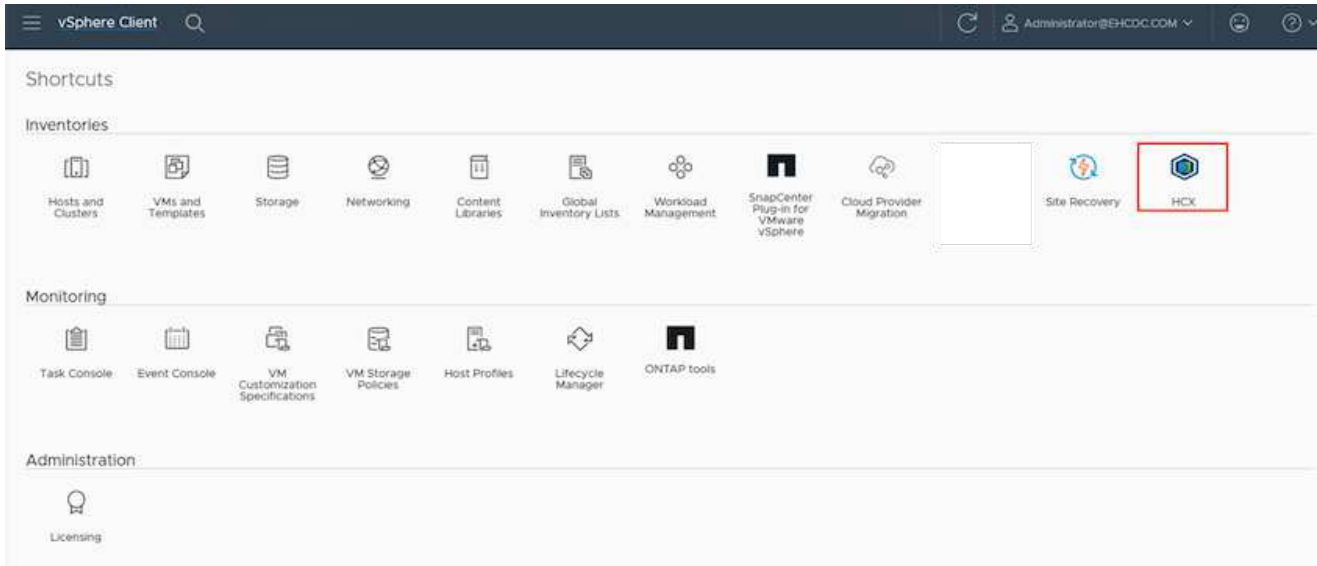 vSphere Client
Administrator@EHCDC.COM
Shortcuts
Inventories
Hosts and
Clusters
VMs and
Templates
Storage
Networking
Content
Libraries
Global
Inventory Lists
Workload
Management
SnapCenter
Plug-in for
VMware
vSphere
Cloud Provider
Migration
Site Recovery
HCX
Monitoring
Task Console
Event Console
VM
Customization
Specifications
VM Storage
Policies
Host Profiles
Lifecycle
Manager
ONTAP tools
Administration
Licensing